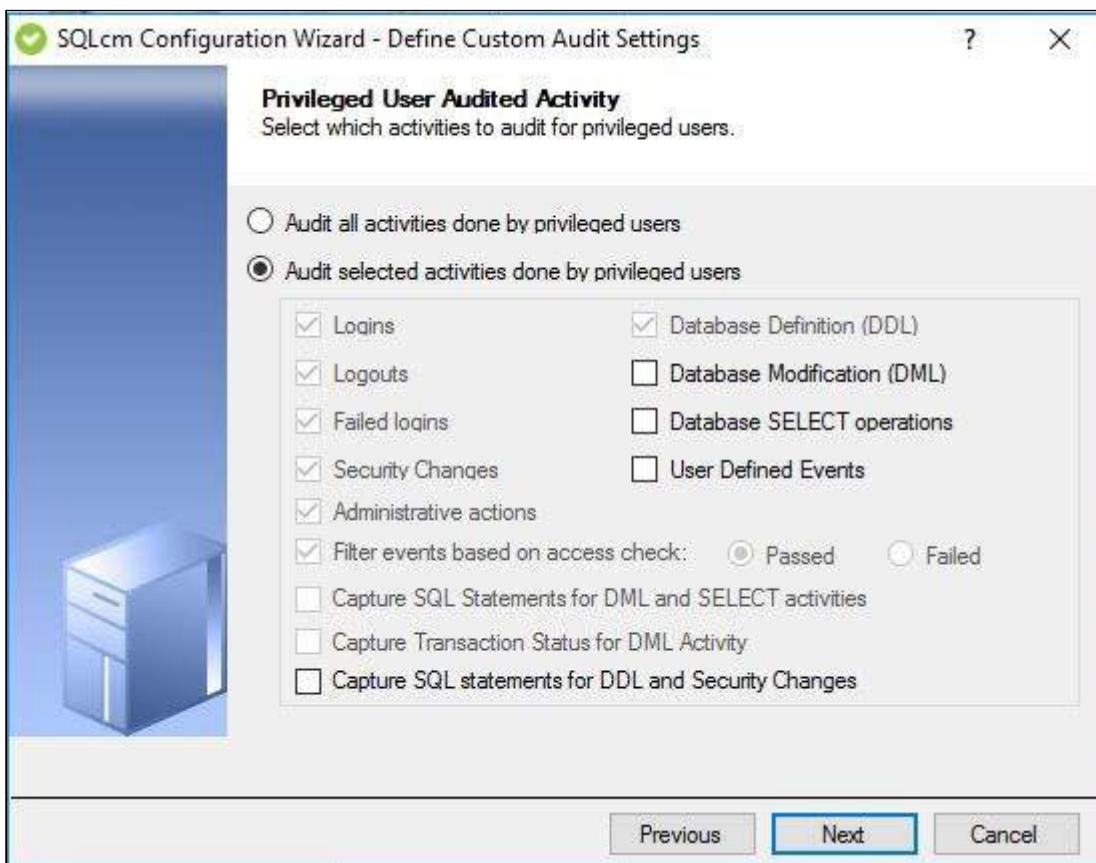 SQLcm Configuration Wizard - Define Custom Audit Settings ? ×
Privileged User Audited Activity
Select which activities to audit for privileged users.
Audit all activities done by privileged users
Audit selected activities done by privileged users
Logins
Database Definition (DDL)
Logouts
Database Modification (DML)
Failed logins
Database SELECT operations
Security Changes
User Defined Events
Administrative actions
Filter events based on access check: Passed Failed
Capture SQL Statements for DML and SELECT activities
Capture Transaction Status for DML Activity
Capture SQL statements for DDL and Security Changes
Previous Next Cancel